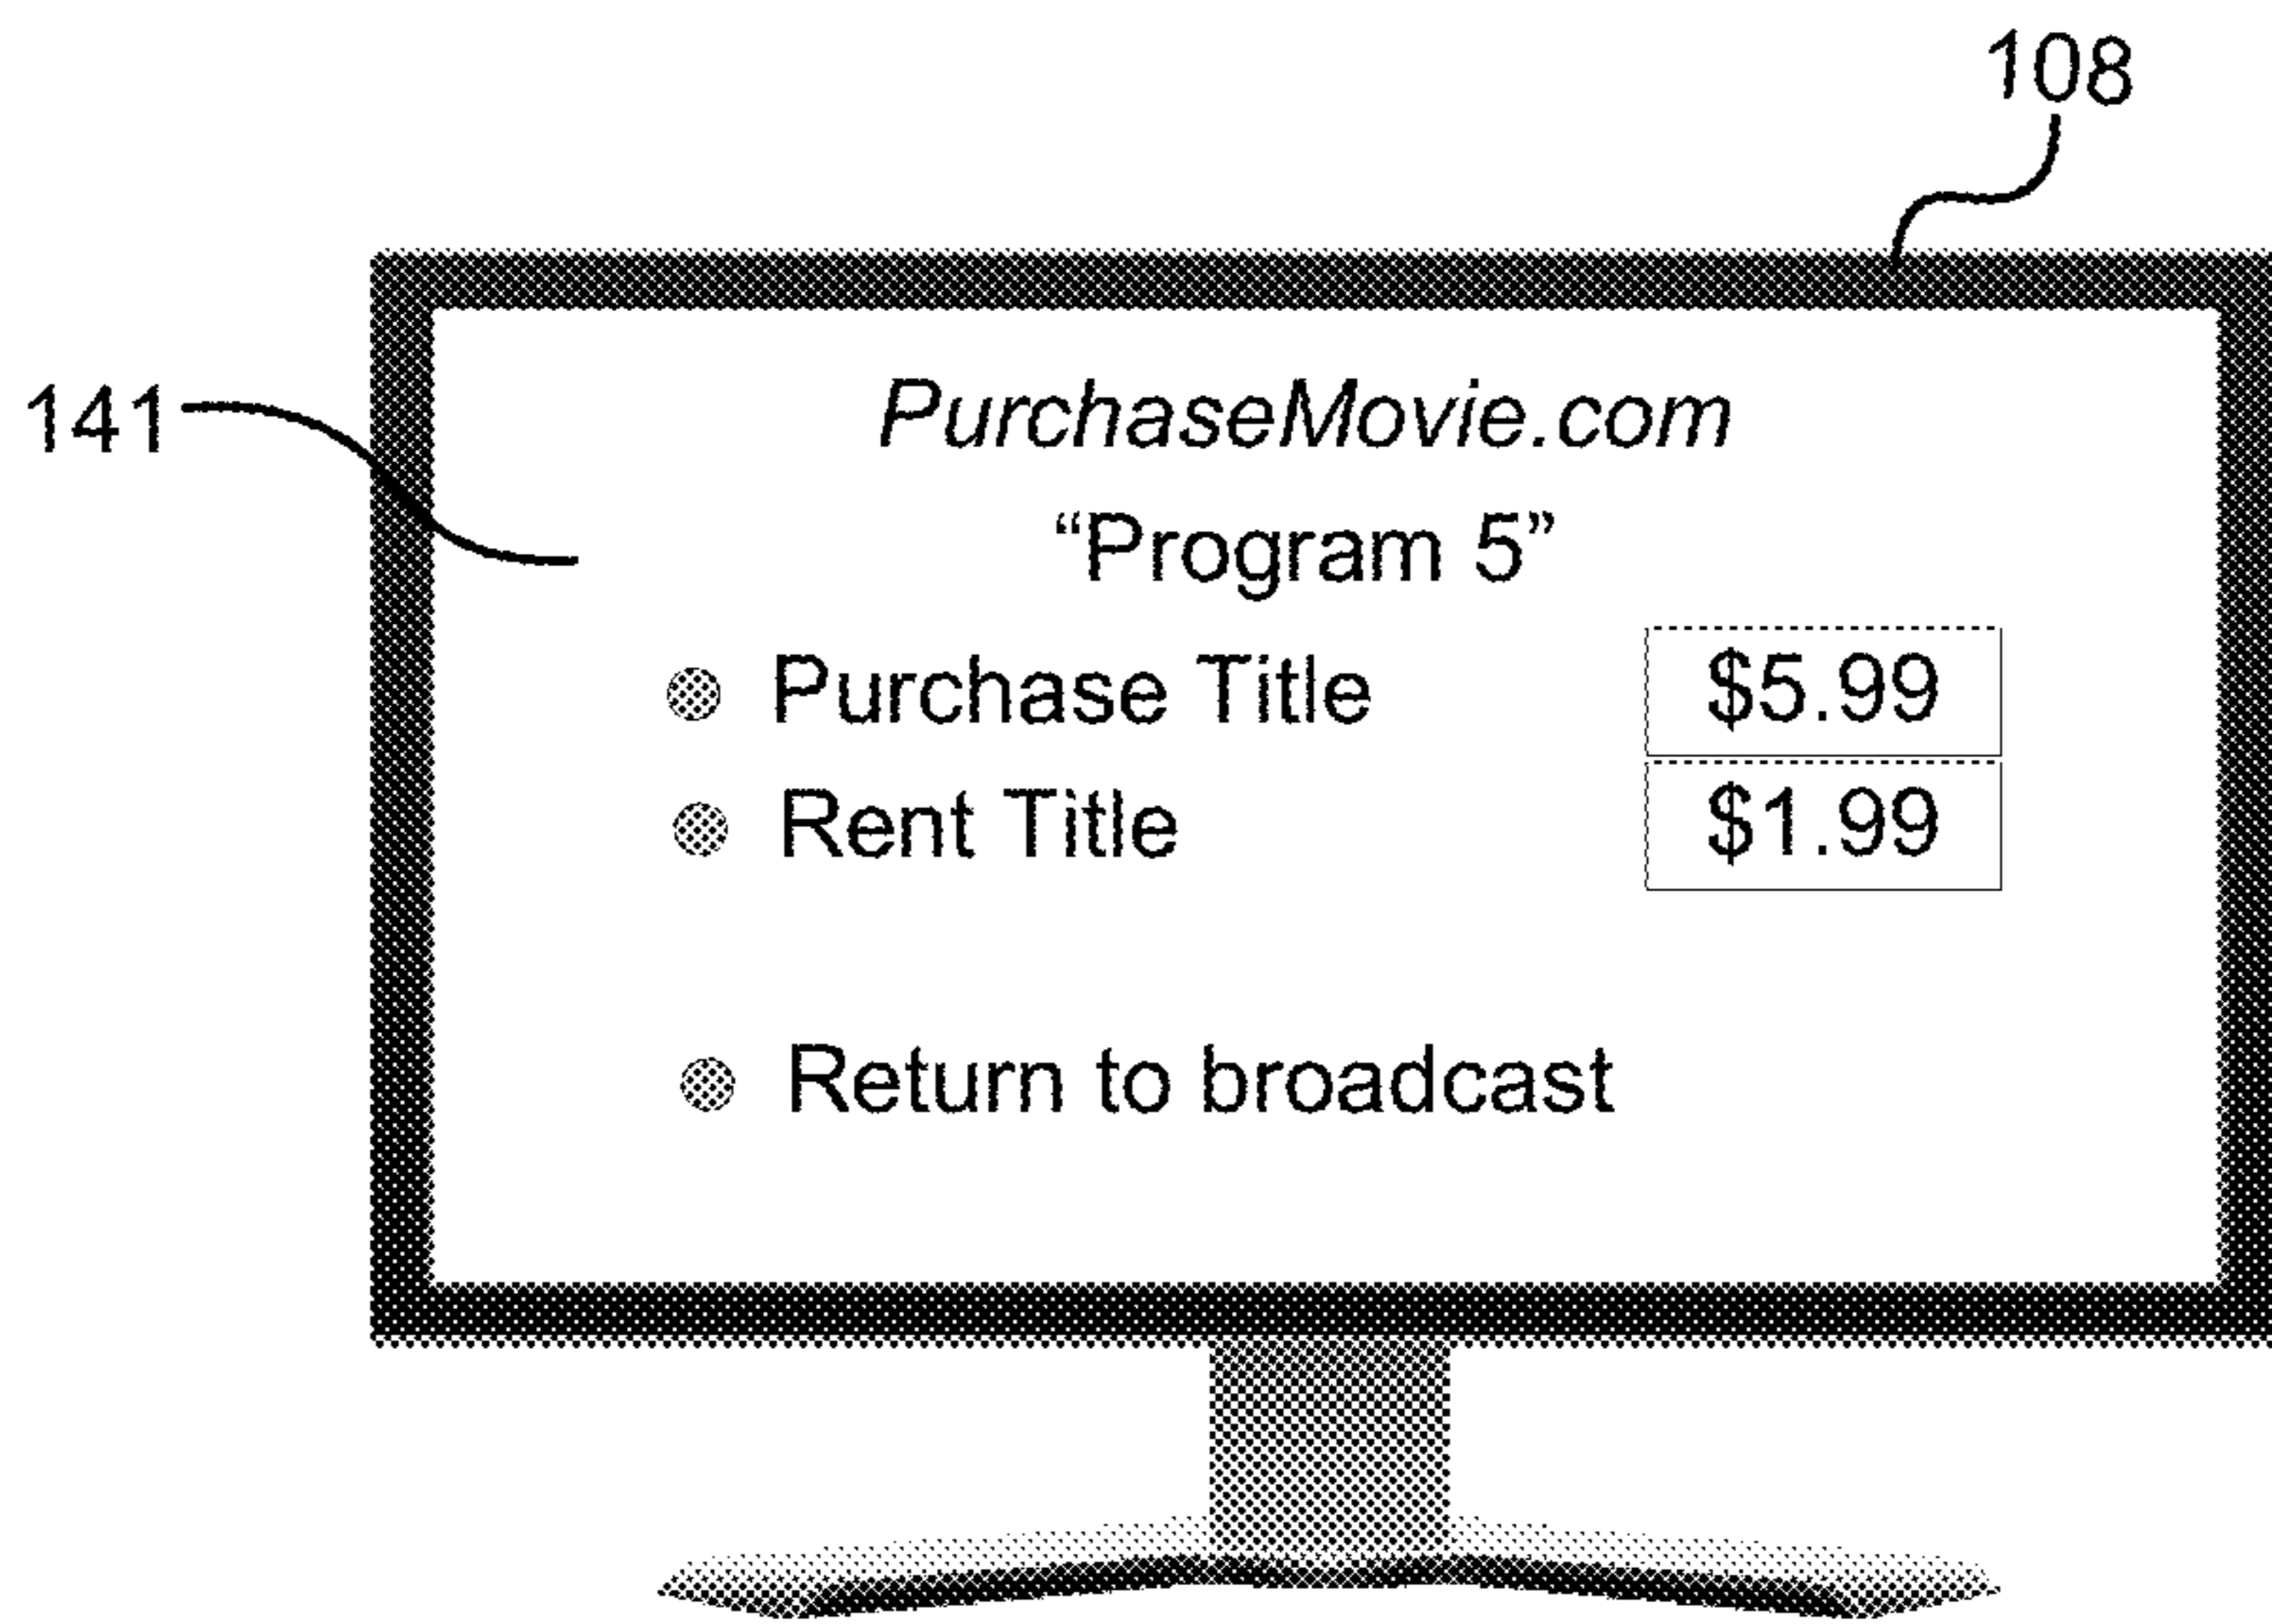 108
141
PurchaseMovie.com
“Program 5”
Purchase Title $5.99
Rent Title $1.99
Return to broadcast